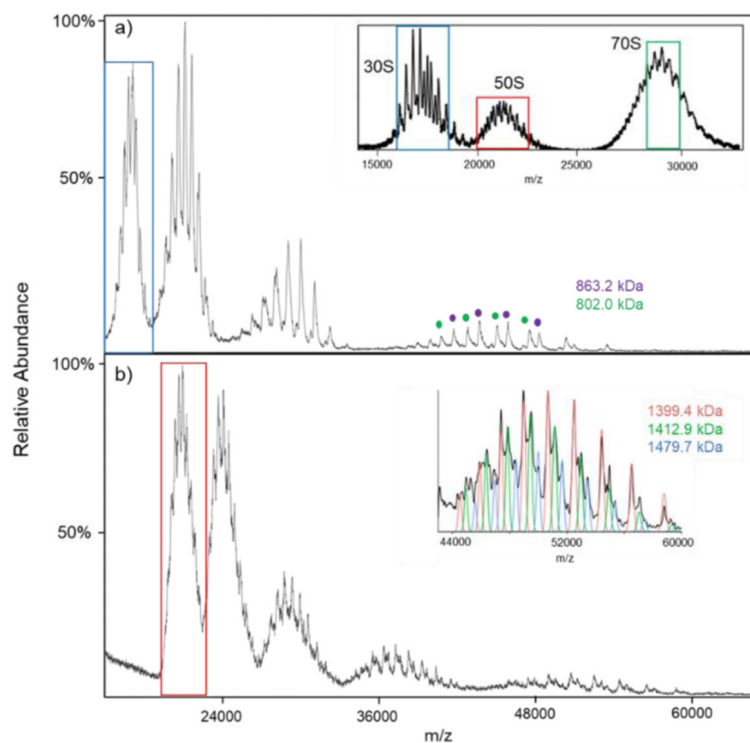 100%
a)
30S
50S
70S
15000 20000 25000 30000
m/z
50%
863.2 kDa
802.0 kDa
Relative Abundance
100%
b)
1399.4 kDa
1412.9 kDa
1479.7 kDa
44000 52000 60000
m/z
50%
24000 36000 48000 60000
m/z